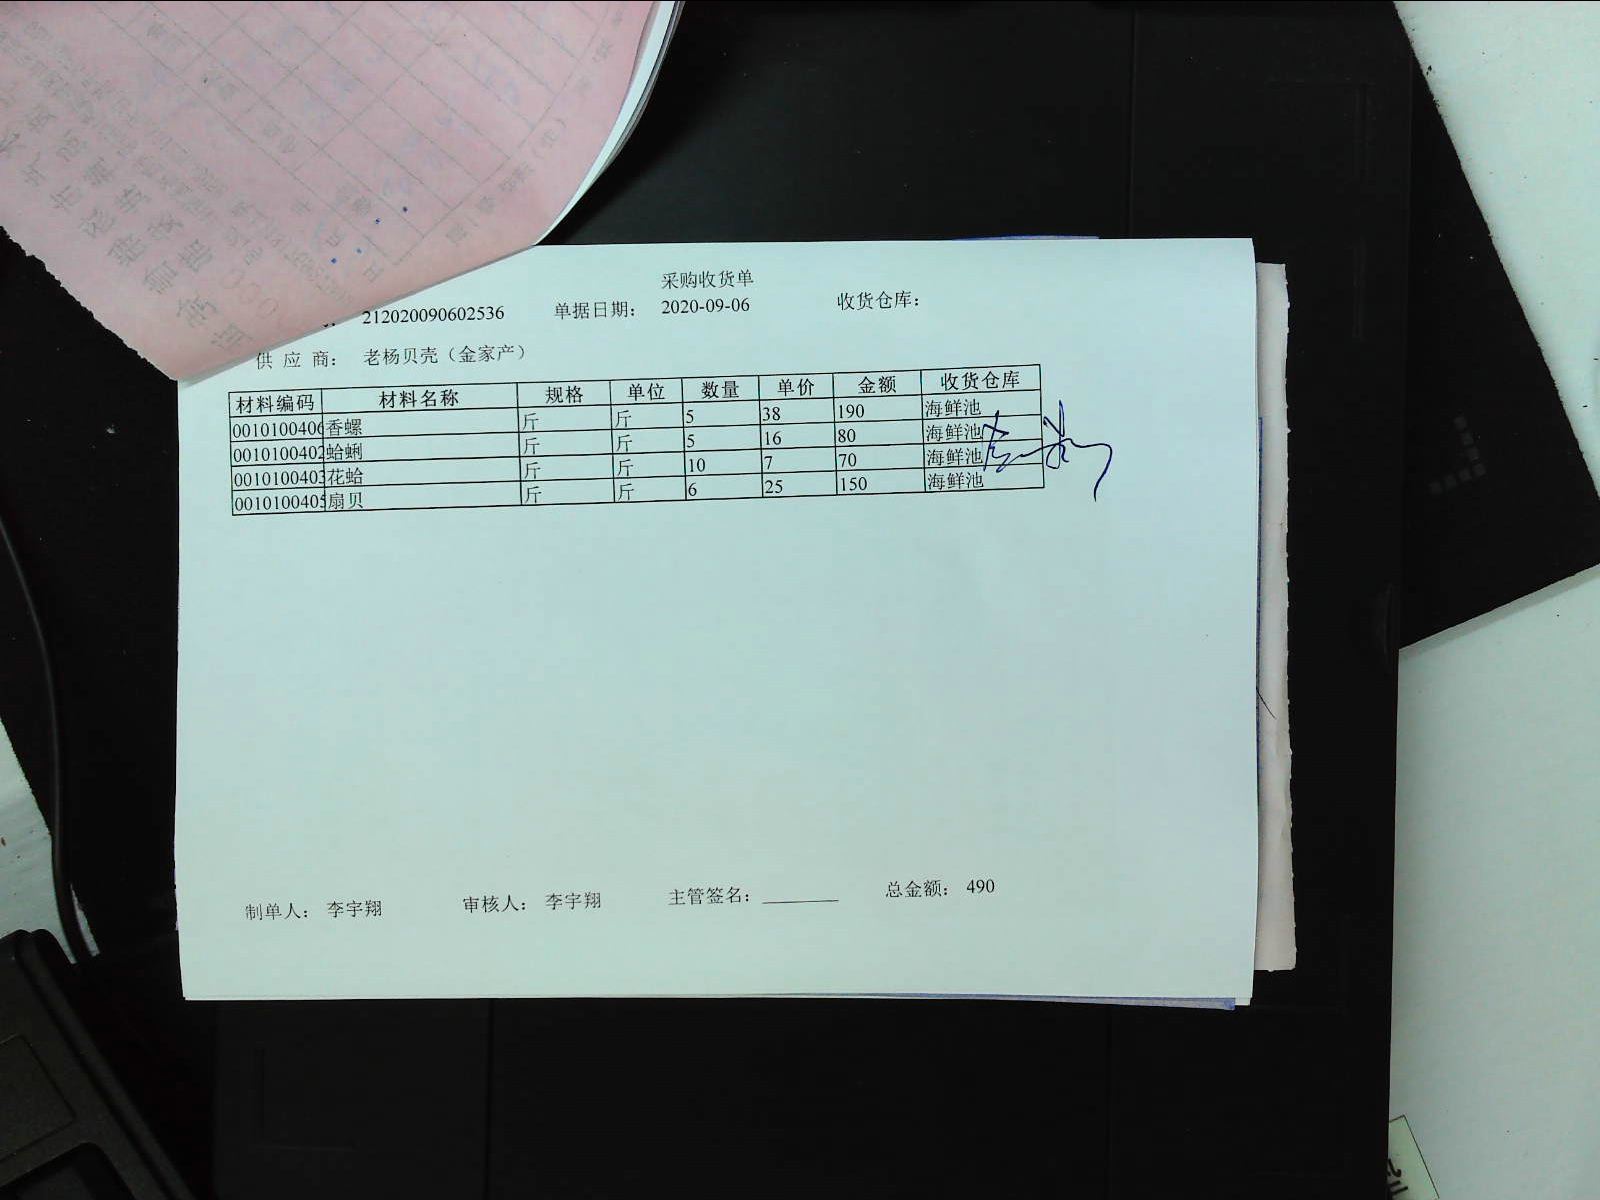 采购收货单
212020090602536 单据日期： 2020-09-06 收货仓库：
供 应 商： 老杨贝壳（金家产）
材料编码 材料名称 规格 单位 数量 单价 金额 收货仓库
0010100406 香螺 斤 斤 5 38 190 海鲜池
0010100402 蛤蜊 斤 斤 5 16 80 海鲜池
0010100403 花蛤 斤 斤 10 7 70 海鲜池
0010100405 扇贝 斤 斤 6 25 150 海鲜池
制单人： 李宇翔 审核人： 李宇翔 主管签名：________ 总金额： 490